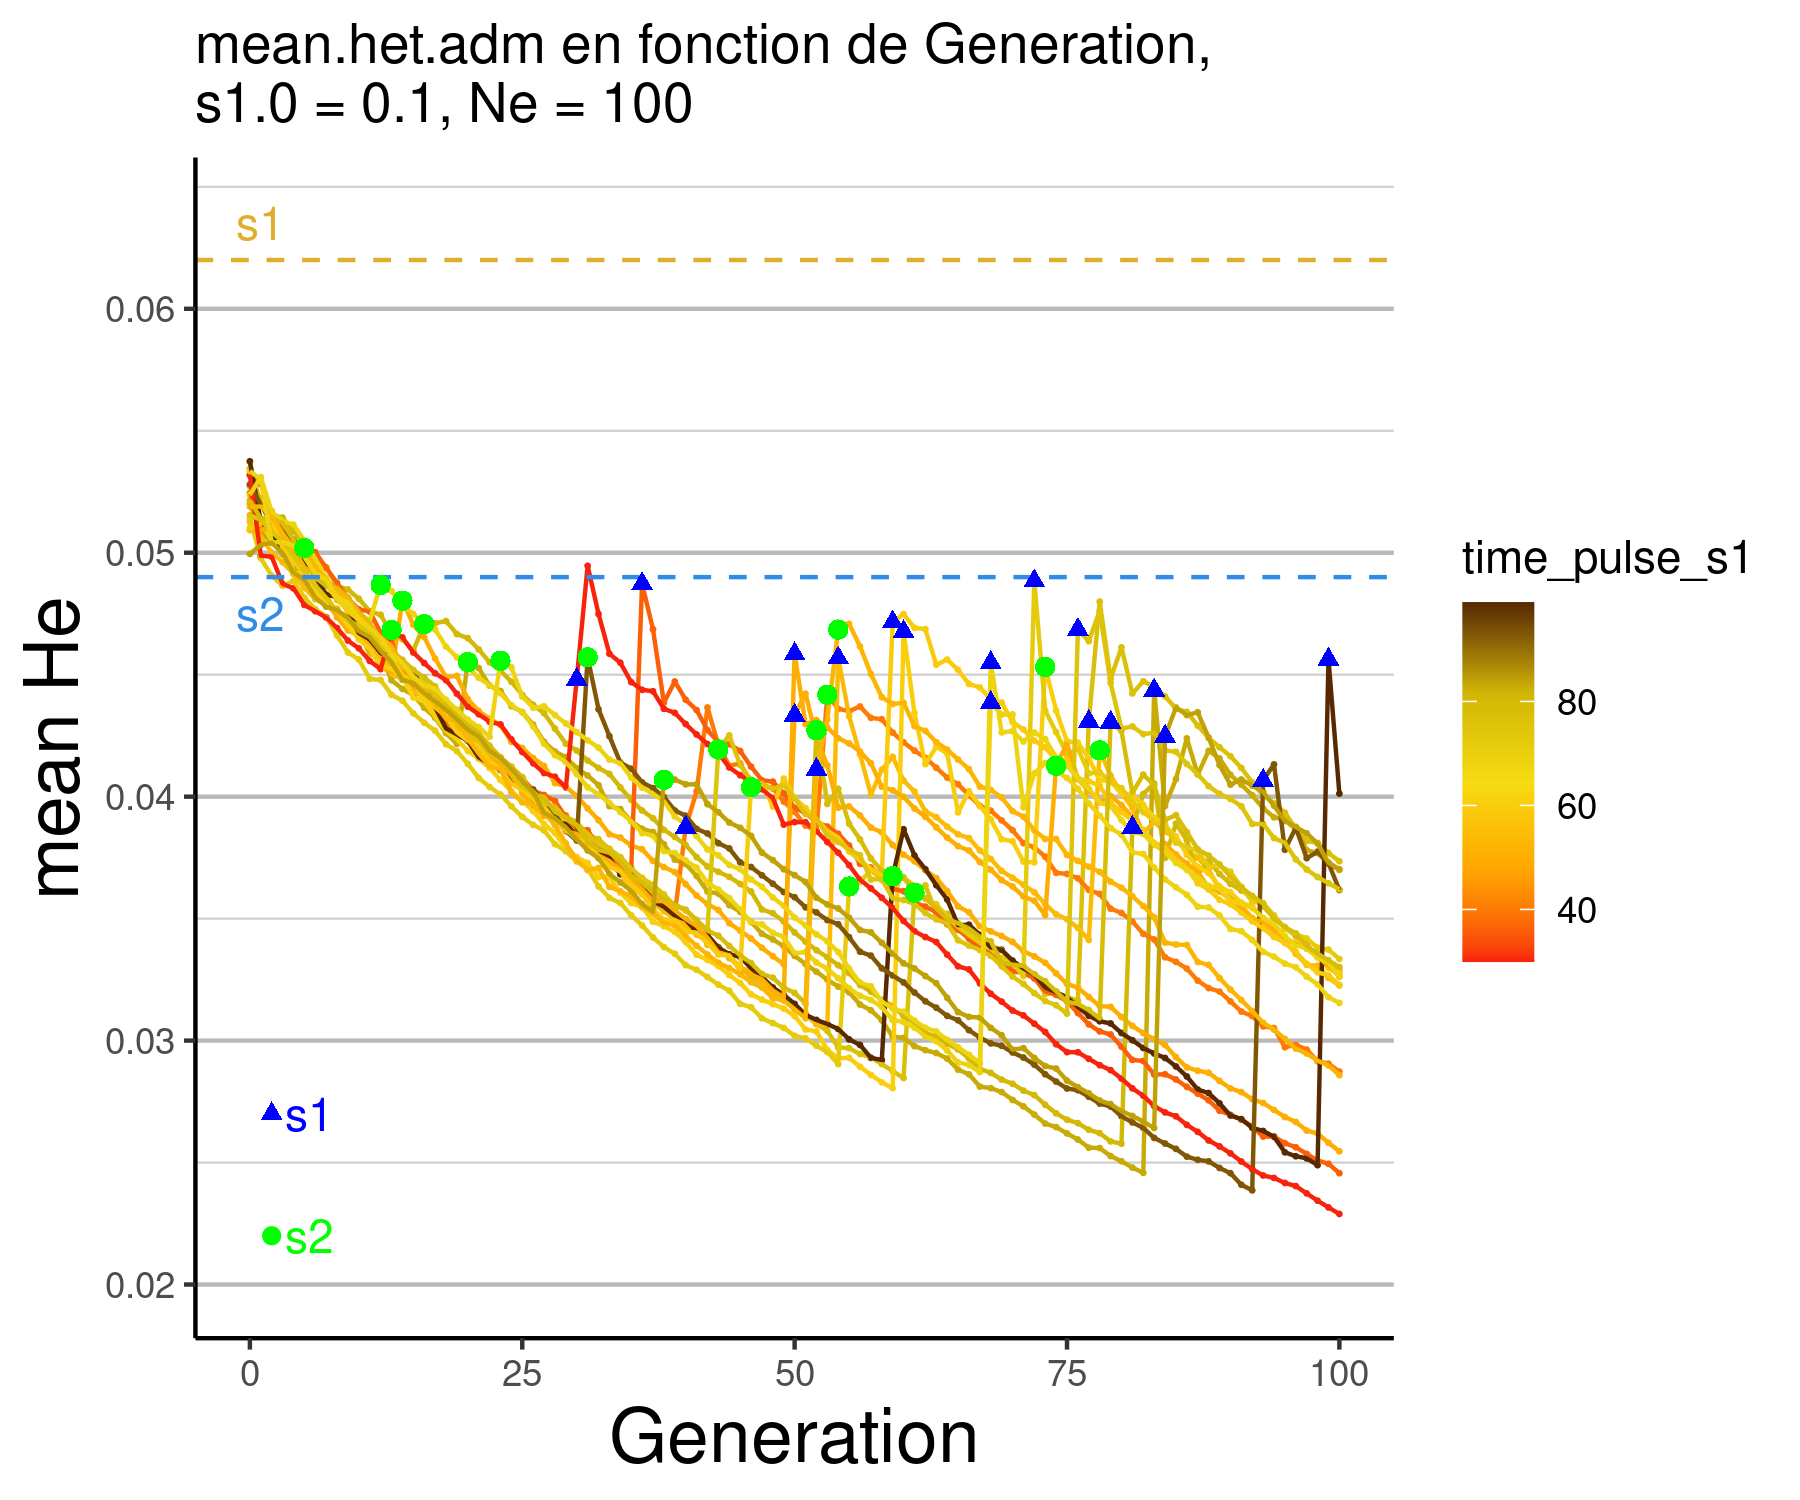 mean.het.adm en fonction de Generation,
s1.0 = 0.1, Ne = 100
s1
0.06
0.05
s2
0.04
0.03
0.02
mean He
s1
s2
0
25
50
75
100
Generation
time_pulse_s1
80
60
40